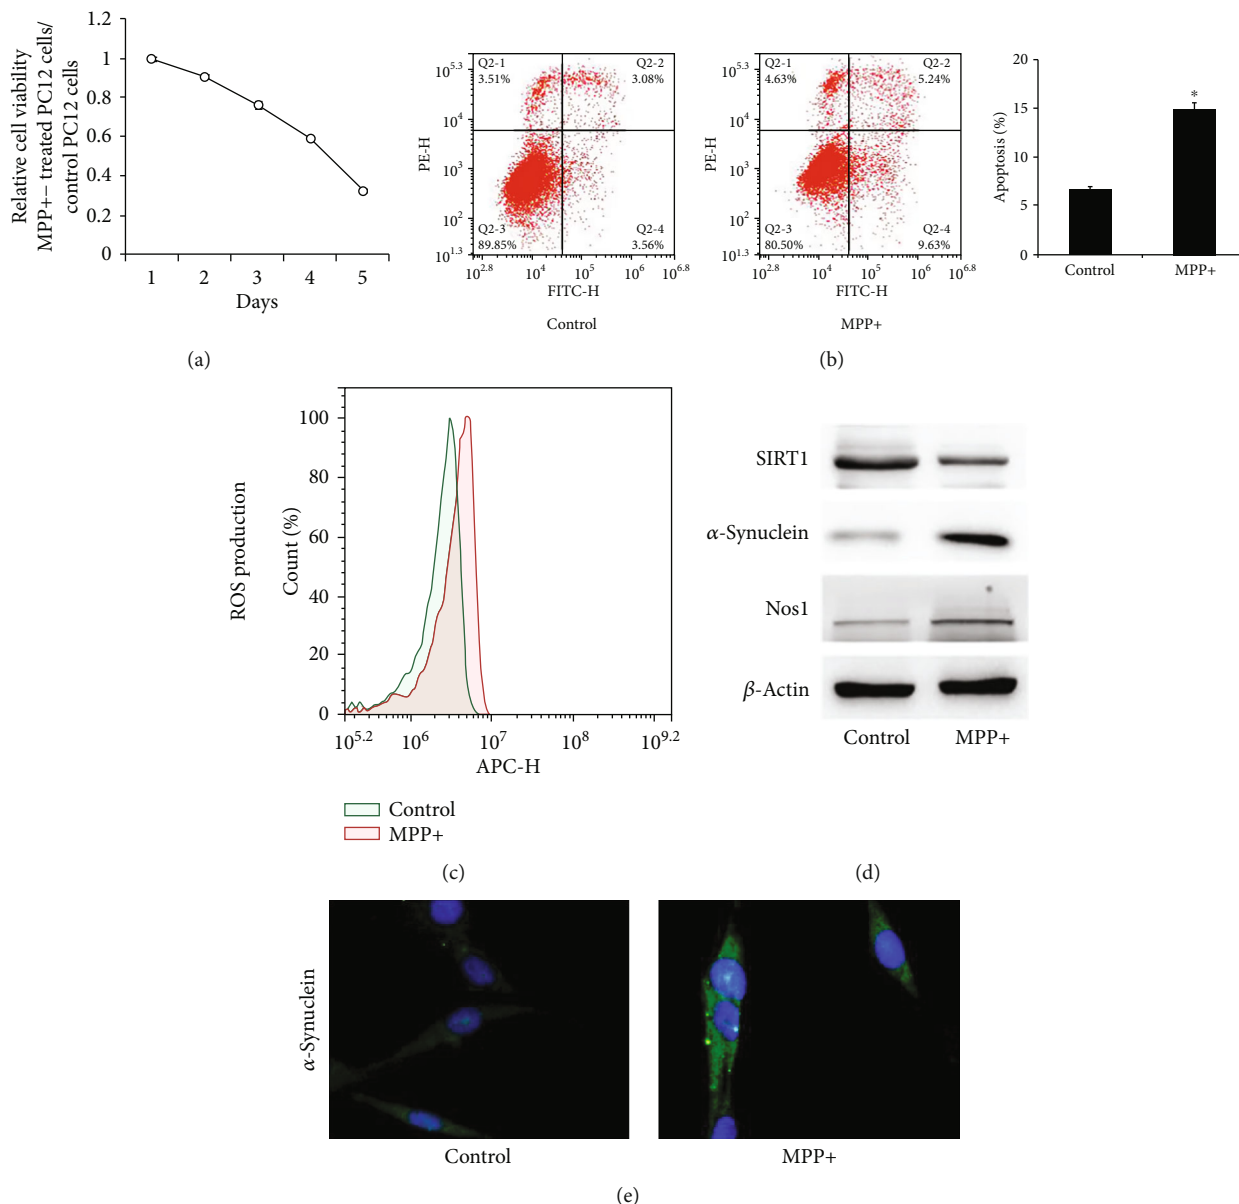 Relative cell viability
MPP+− treated PC12 cells/
control PC12 cells
1.2
1
0.8
0.6
0.4
0.2
0
1 2 3 4 5
Days
(a)
PE-H
10^5.3
10^4
10^3
10^2
10^1.3
Q2-1
3.51%
Q2-2
3.08%
Q2-3
89.85%
Q2-4
3.56%
10^2.8 10^4 10^5 10^6 10^6.8
FITC-H
Control
PE-H
10^5.3
10^4
10^3
10^2
10^1.3
Q2-1
4.63%
Q2-2
5.24%
Q2-3
80.50%
Q2-4
9.63%
10^2.8 10^4 10^5 10^6 10^6.8
FITC-H
MPP+
Apoptosis (%)
20
15
10
5
0
*
Control MPP+
(b)
ROS production
Count (%)
100
80
60
40
20
0
10^5.2 10^6 10^7 10^8 10^9.2
APC-H
Control
MPP+
(c)
SIRT1
α-Synuclein
Nos1
β-Actin
Control MPP+
(d)
α-Synuclein
Control
MPP+
(e)